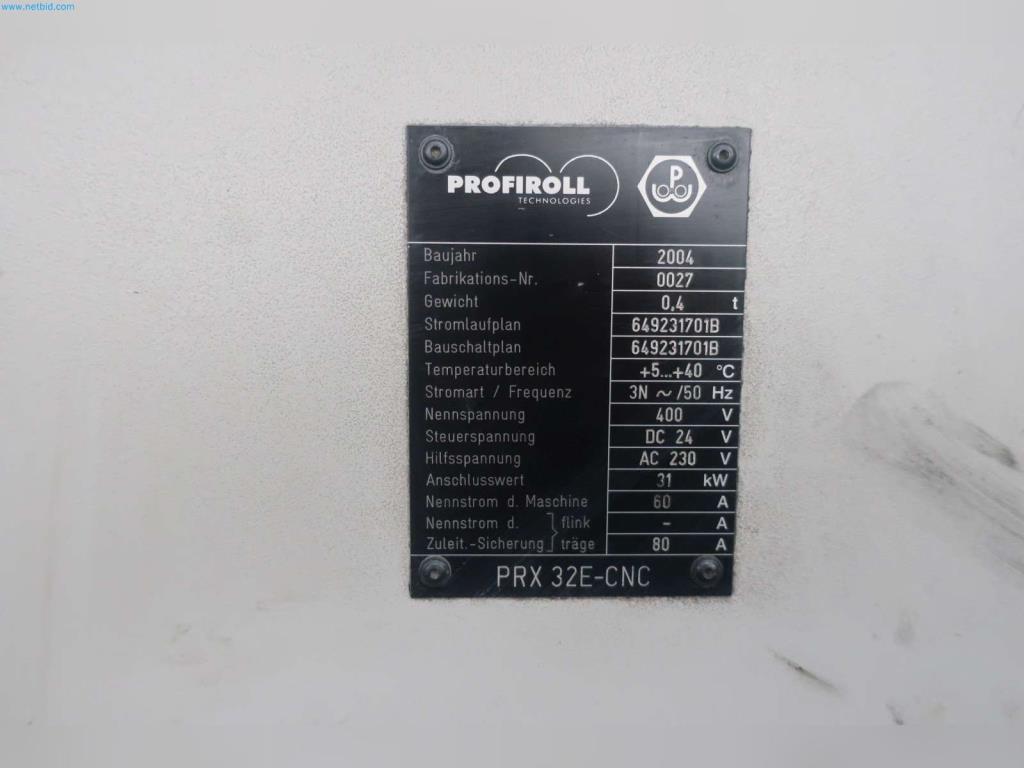 www.netbid.com
PROFIROLL
TECHNOLOGIES
P
Baujahr 2004
Fabrikations-Nr. 0027
Gewicht 0,4 t
Stromlaufplan 649231701B
Bauschaltplan 649231701B
Temperaturbereich +5...+40 °C
Stromart / Frequenz 3N ~ /50 Hz
Nennspannung 400 V
Steuerspannung DC 24 V
Hilfsspannung AC 230 V
Anschlusswert 31 kW
Nennstrom d. Maschine 60 A
Nennstrom d. flink - A
Zuleit.-Sicherung träge 80 A
PRX 32E-CNC